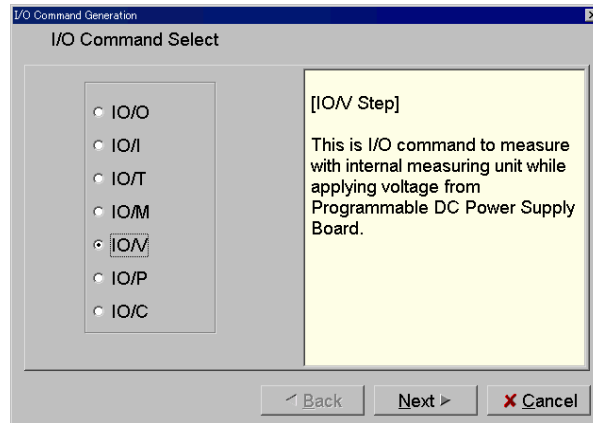 I/O Command Generation
I/O Command Select
IO/O
IO/I
IO/T
IO/M
IO/V
IO/P
IO/C
[IO/V Step]
This is I/O command to measure
with internal measuring unit while
applying voltage from
Programmable DC Power Supply
Board.
Back
Next
Cancel